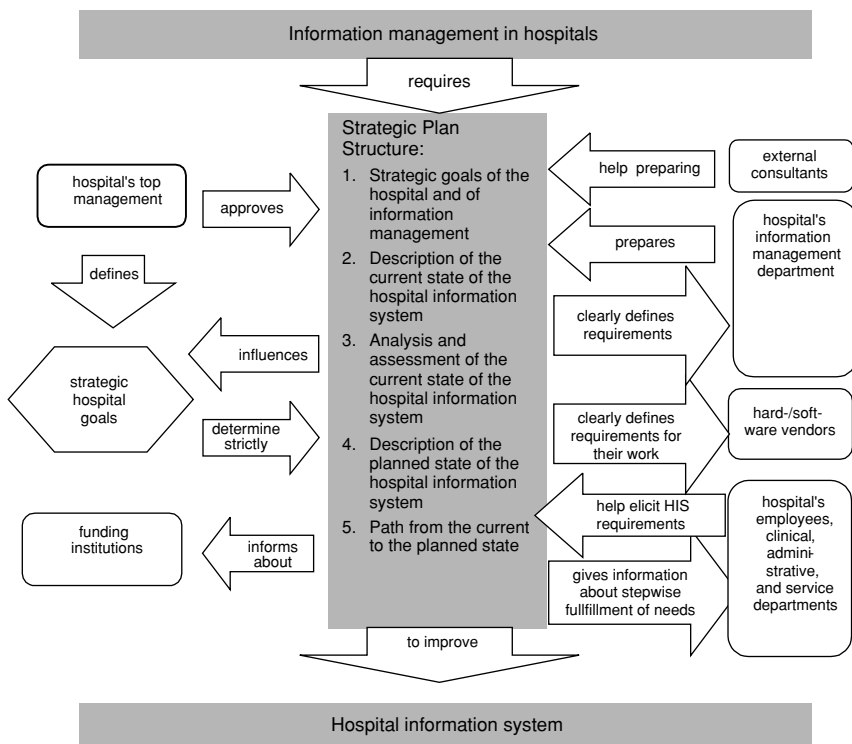 Information management in hospitals
requires
Strategic Plan
Structure:
1. Strategic goals of the
hospital and of
information
management
2. Description of the
current state of the
hospital information
system
3. Analysis and
assessment of the
current state of the
hospital information
system
4. Description of the
planned state of the
hospital information
system
5. Path from the current
to the planned state
hospital's top
management
approves
defines
influences
strategic
hospital
goals
determine
strictly
funding
institutions
informs
about
help preparing
external
consultants
prepares
hospital's
information
management
department
clearly defines
requirements
clearly defines
requirements for
their work
hard-/soft-
ware vendors
help elicit HIS
requirements
hospital's
employees,
clinical,
admini-
strative,
and service
departments
gives information
about stepwise
fullfillment of needs
to improve
Hospital information system